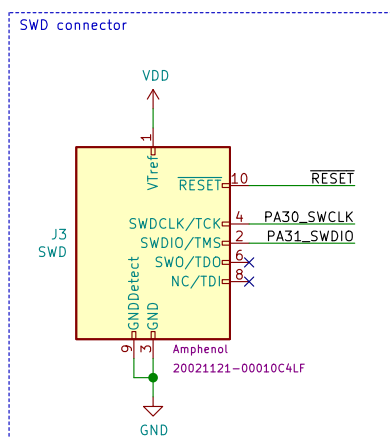 SWD connector
VDD
1
VTref
RESET 10 RESET
J3
SWD
SWDCLK/TCK 4 PA30_SWCLK
SWDIO/TMS 2 PA31_SWDIO
SWO/TDO 6
NC/TDI 8
GNDDetect
GND
9
3
Amphenol
20021121-00010C4LF
GND